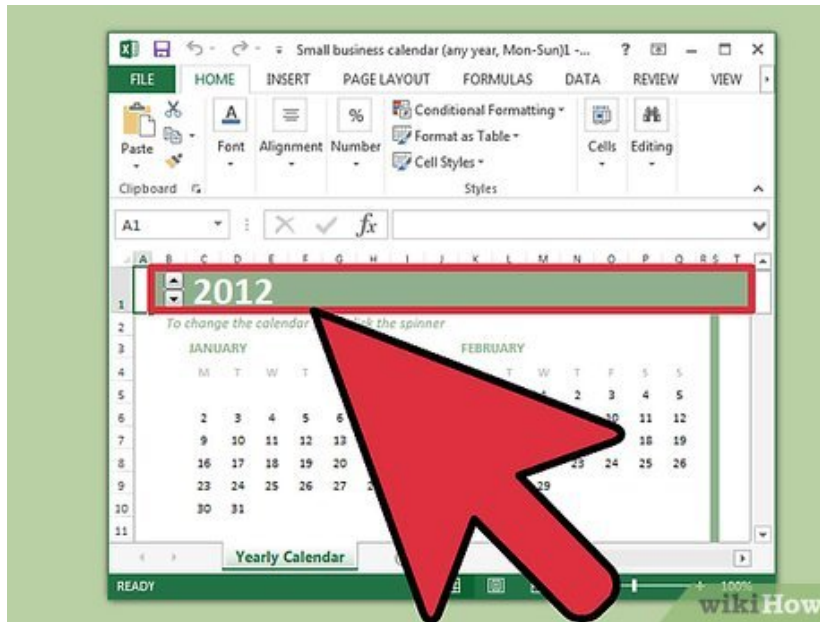 Small business calendar (any year, Mon-Sun)1 -... ?
FILE HOME INSERT PAGE LAYOUT FORMULAS DATA REVIEW VIEW
Paste
Font Alignment Number
Conditional Formatting
Format as Table
Cell Styles
Cells Editing
Clipboard Styles
A1 fx
A B C D E F G H I J K L M N O P Q R S T
1 2012
2 To change the calendar click the spinner
3 JANUARY FEBRUARY
4 M T W T T W T F S S
5 2 3 4 5
6 2 3 4 5 6 10 11 12
7 9 10 11 12 13 18 19
8 16 17 18 19 20 23 24 25 26
9 23 24 25 26 27 29
10 30 31
11
Yearly Calendar
READY 100%
wikiHow